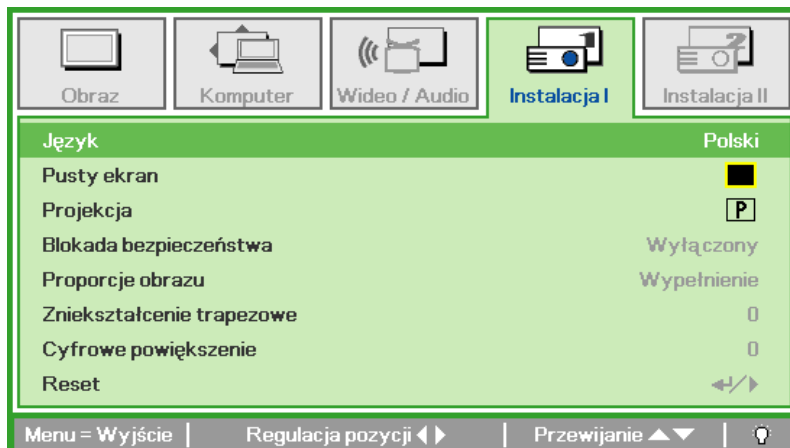 Obraz Komputer Wideo / Audio Instalacja I Instalacja II
Język Polski
Pusty ekran
Projekcja P
Blokada bezpieczeństwa Wyłączony
Proporcje obrazu Wypełnienie
Zniekształcenie trapezowe 0
Cyfrowe powiększenie 0
Reset
Menu = Wyjście | Regulacja pozycji | Przewijanie |